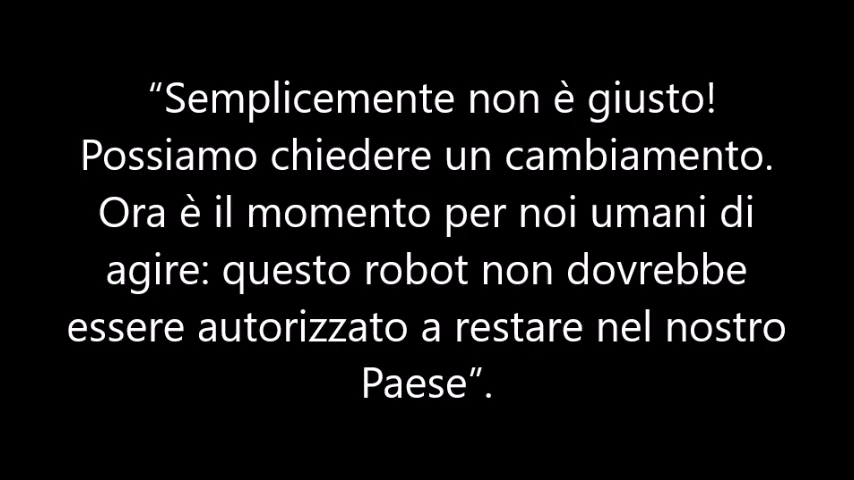 “Semplicemente non è giusto!
Possiamo chiedere un cambiamento.
Ora è il momento per noi umani di
agire: questo robot non dovrebbe
essere autorizzato a restare nel nostro
Paese”.